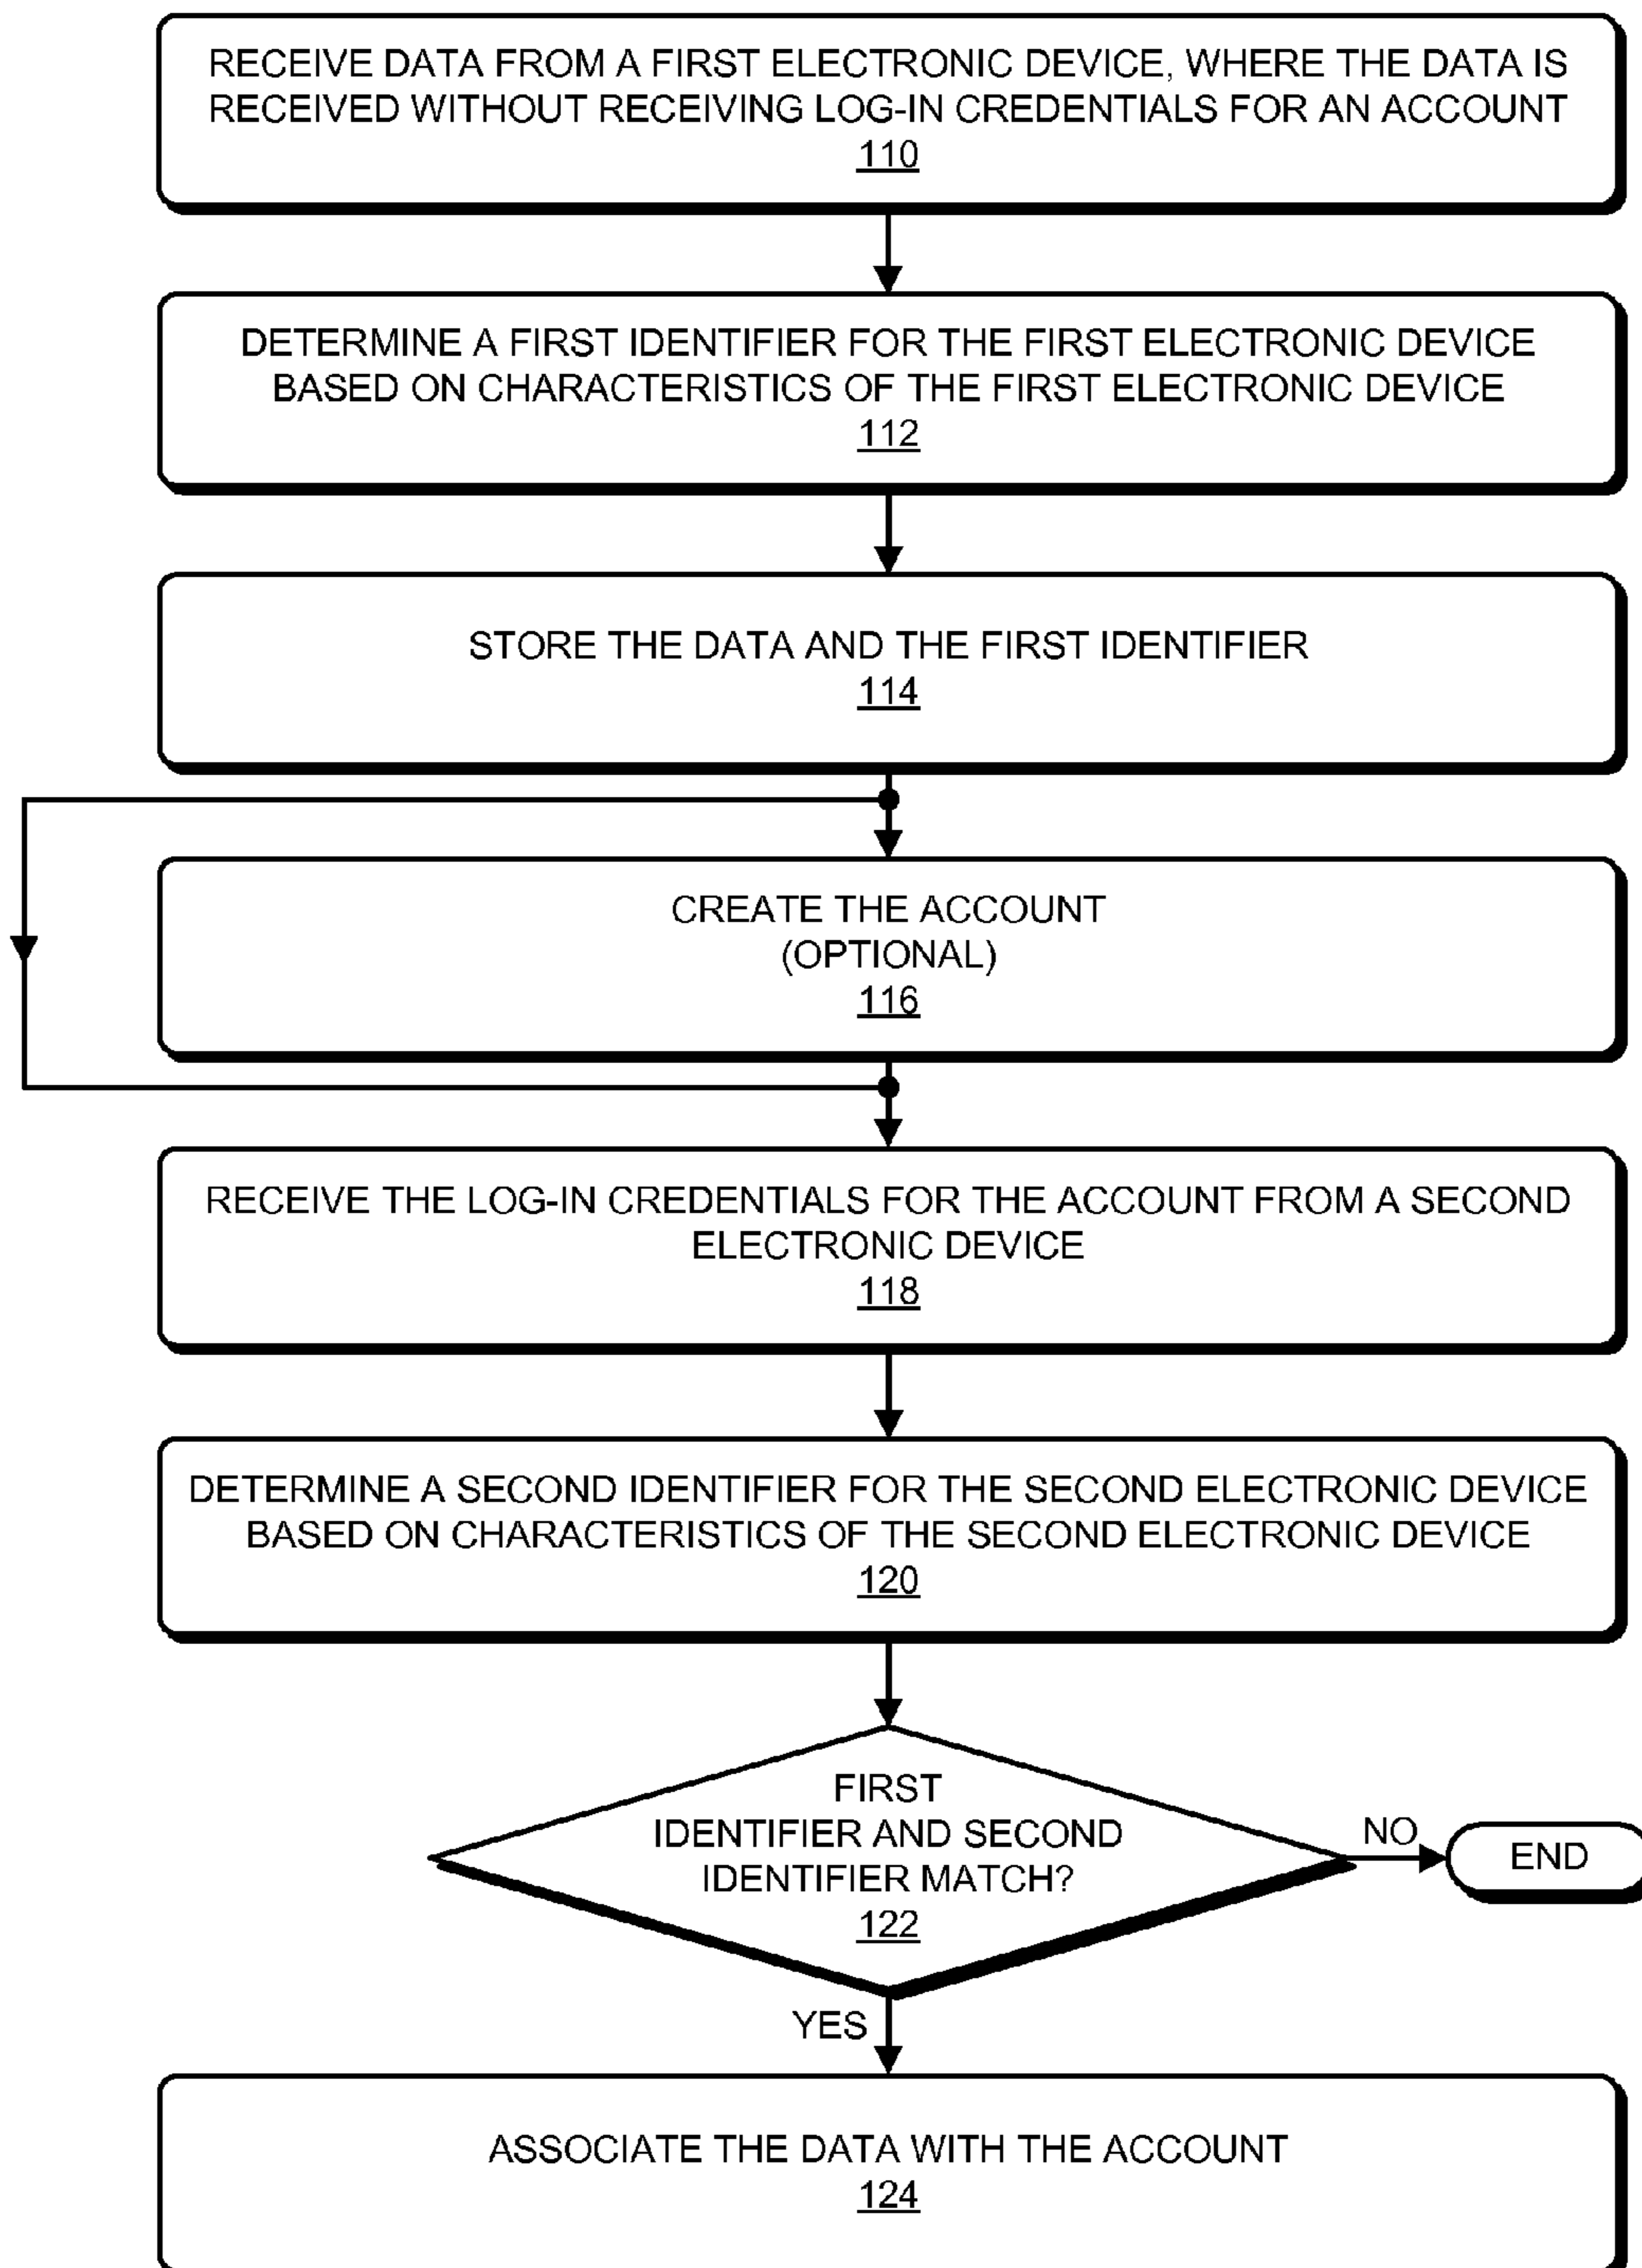 RECEIVE DATA FROM A FIRST ELECTRONIC DEVICE, WHERE THE DATA IS
RECEIVED WITHOUT RECEIVING LOG-IN CREDENTIALS FOR AN ACCOUNT
110
DETERMINE A FIRST IDENTIFIER FOR THE FIRST ELECTRONIC DEVICE
BASED ON CHARACTERISTICS OF THE FIRST ELECTRONIC DEVICE
112
STORE THE DATA AND THE FIRST IDENTIFIER
114
CREATE THE ACCOUNT
(OPTIONAL)
116
RECEIVE THE LOG-IN CREDENTIALS FOR THE ACCOUNT FROM A SECOND
ELECTRONIC DEVICE
118
DETERMINE A SECOND IDENTIFIER FOR THE SECOND ELECTRONIC DEVICE
BASED ON CHARACTERISTICS OF THE SECOND ELECTRONIC DEVICE
120
FIRST
IDENTIFIER AND SECOND
IDENTIFIER MATCH?
122
NO
END
YES
ASSOCIATE THE DATA WITH THE ACCOUNT
124